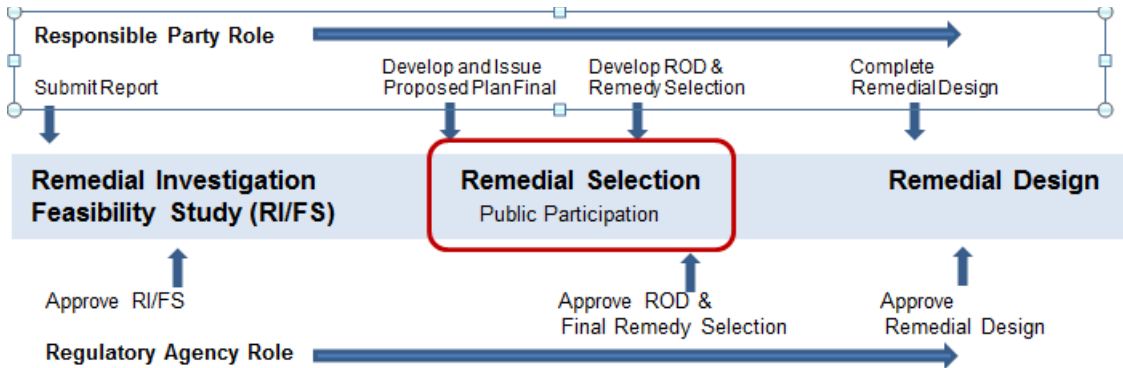 Responsible Party Role
Submit Report
Develop and Issue
Proposed Plan Final
Develop ROD &
Remedy Selection
Complete
Remedial Design
Remedial Investigation
Feasibility Study (RI/FS)
Remedial Selection
Public Participation
Remedial Design
Approve RI/FS
Approve ROD &
Final Remedy Selection
Approve
Remedial Design
Regulatory Agency Role